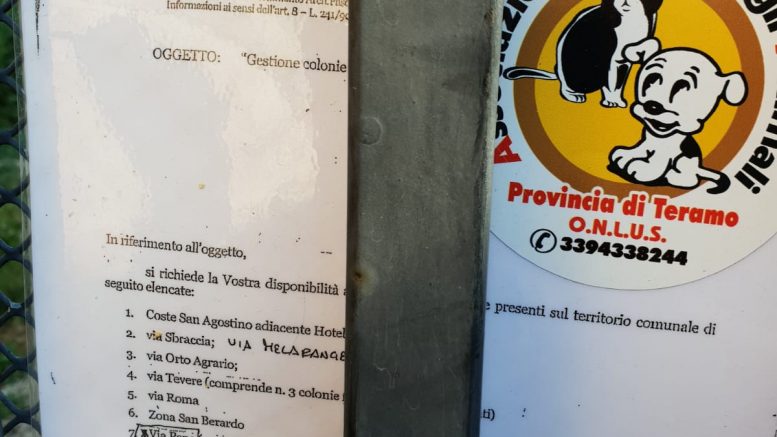 Informazioni ai sensi dell'art. 8 – L. 241/90
OGGETTO: "Gestione colonie
In riferimento all'oggetto,
si richiede la Vostra disponibilità a
seguito elencate:
1. Coste San Agostino adiacente Hotel
2. via Sbraccia; VIA MELARANGE
3. via Orto Agrario;
4. via Tevere (comprende n. 3 colonie
5. via Roma
6. Zona San Berardo
7.
Provincia di Teramo
O.N.L.U.S.
3394338244
e presenti sul territorio comunale di